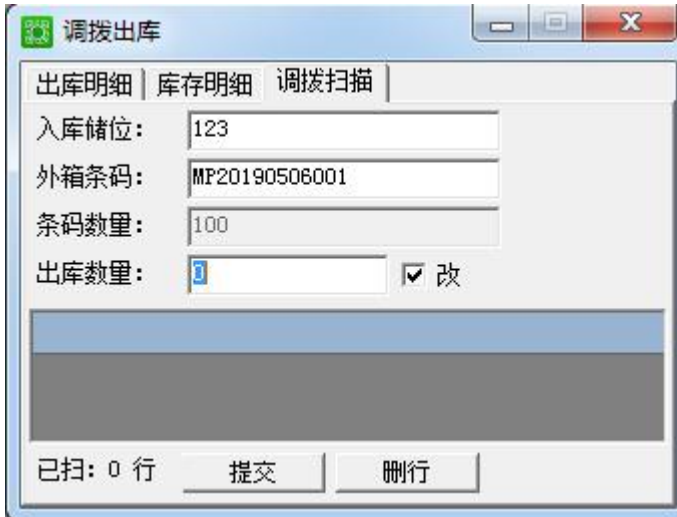 调拨出库
出库明细 库存明细 调拨扫描
入库储位: 123
外箱条码: MP20190506001
条码数量: 100
出库数量: 0 改
已扫: 0 行 提交 删行